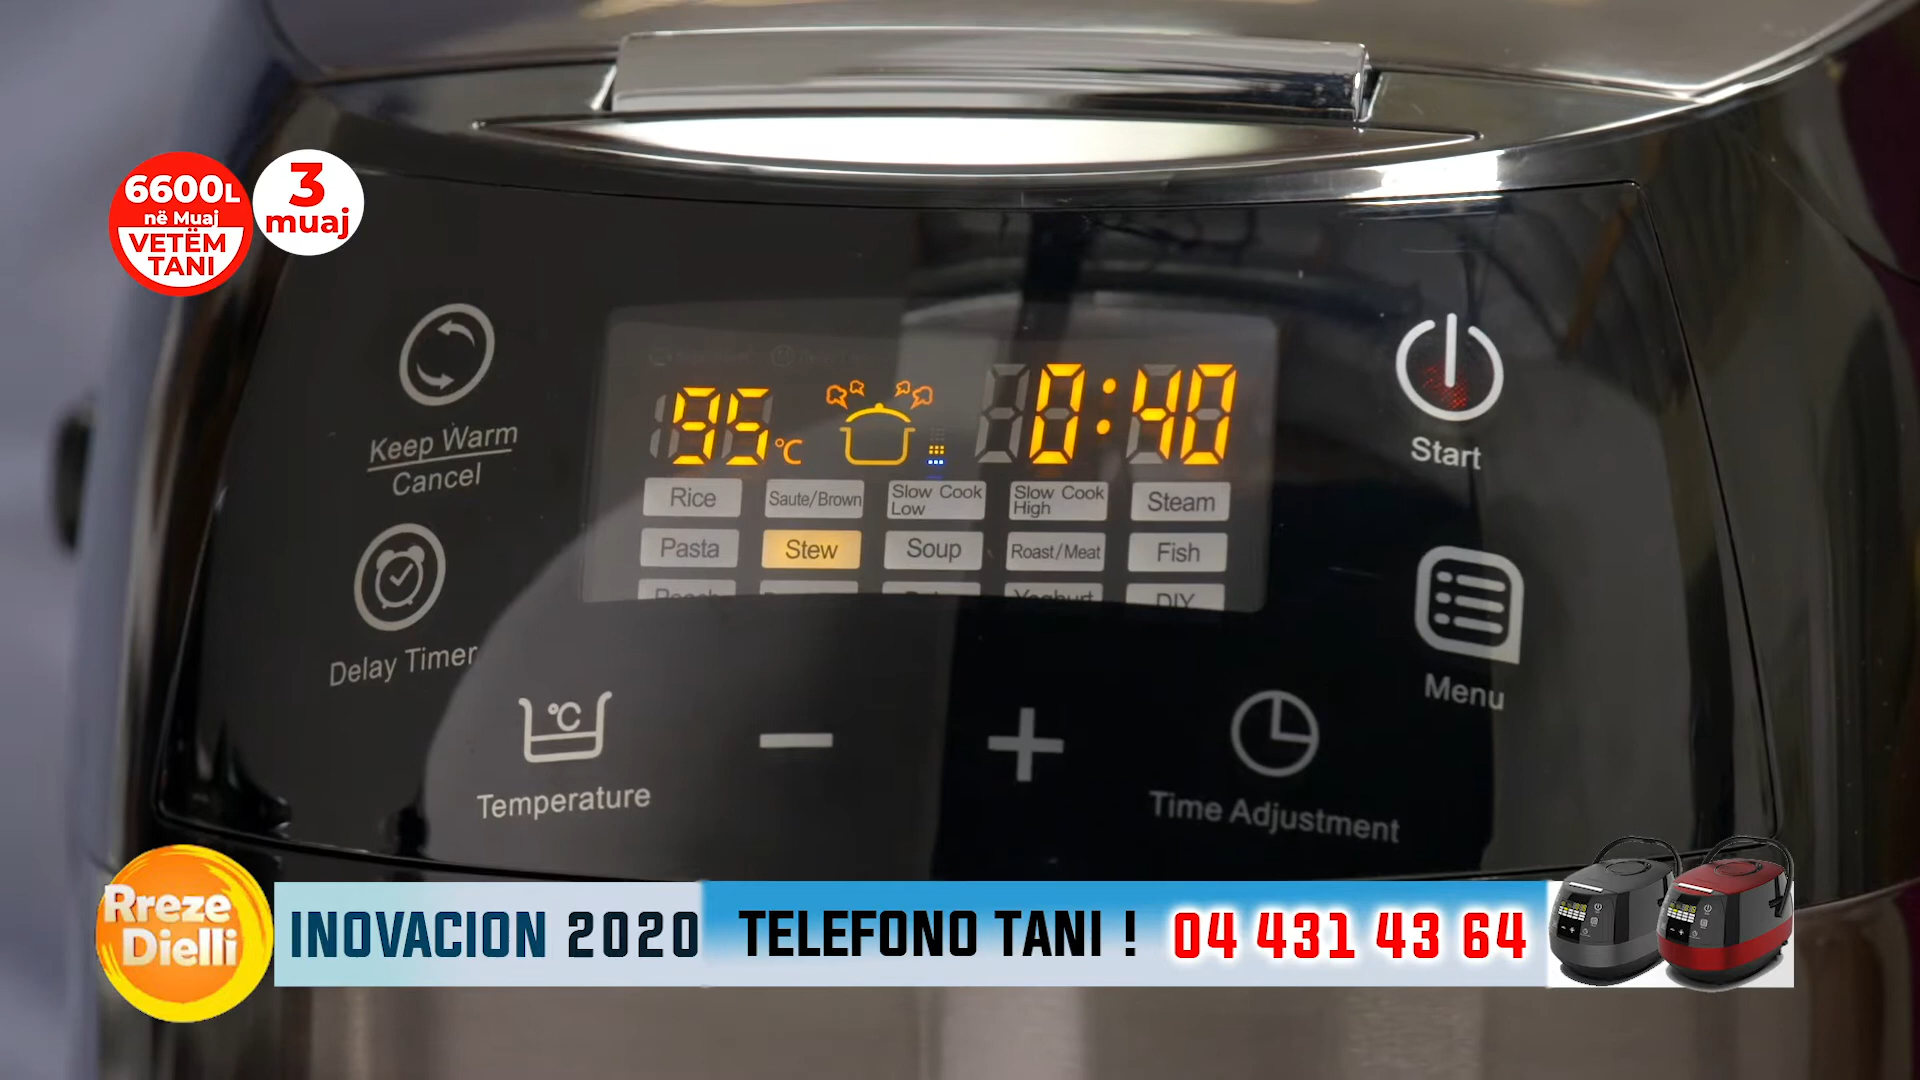 6600L
në Muaj
VETËM
TANI
3
muaj
Keep Warm
Cancel
Delay Timer
Temperature
95°C
0:40
Rice
Saute/Brown
Slow Cook
Low
Slow Cook
High
Steam
Pasta
Stew
Soup
Roast/Meat
Fish
Yoghurt
DIY
Start
Menu
Time Adjustment
Rreze
Dielli
INOVACION 2020
TELEFONO TANI !
04 431 43 64